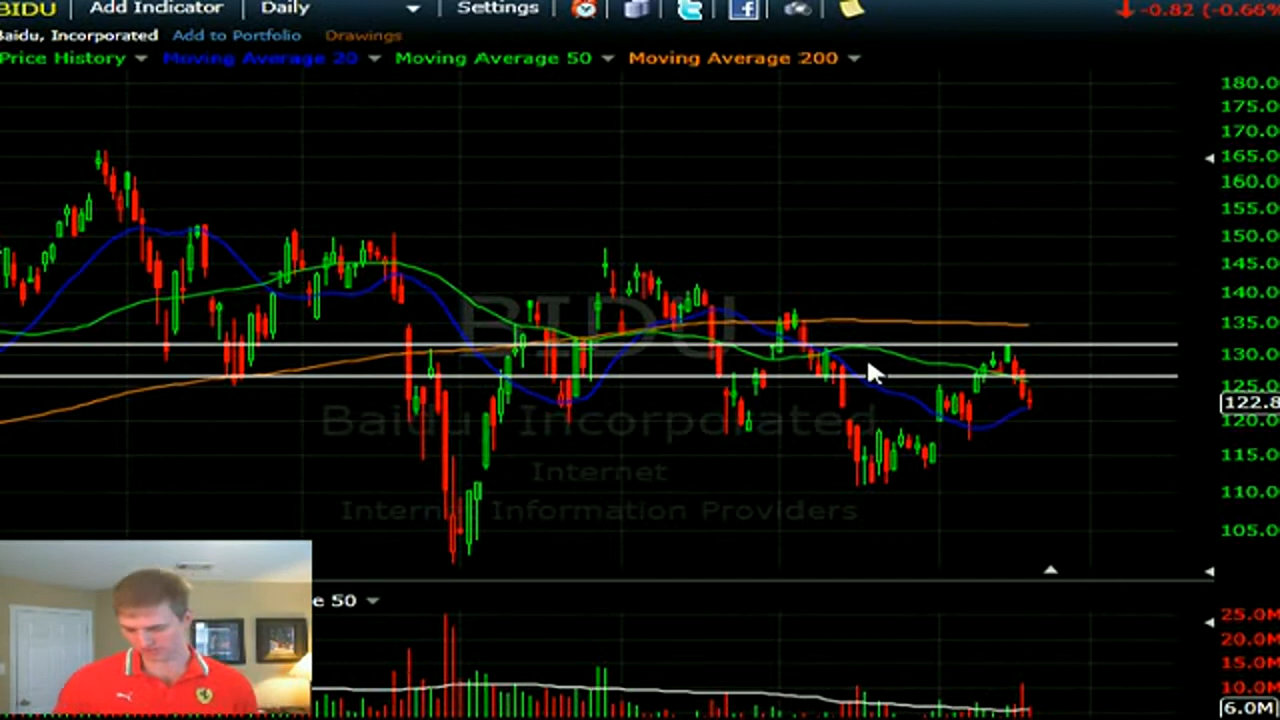 BIDU Add Indicator Daily Settings -0.82 (-0.66%
Baidu, Incorporated Add to Portfolio Drawings
Price History Moving Average 20 Moving Average 50 Moving Average 200
180.0
175.0
170.0
165.0
160.0
155.0
150.0
145.0
140.0
135.0
130.0
125.0
122.8
120.0
115.0
110.0
105.0
BIDU
Baidu, Incorporated
Internet
Internet Information Providers
e 50
25.0M
20.0M
15.0M
10.0M
6.0M